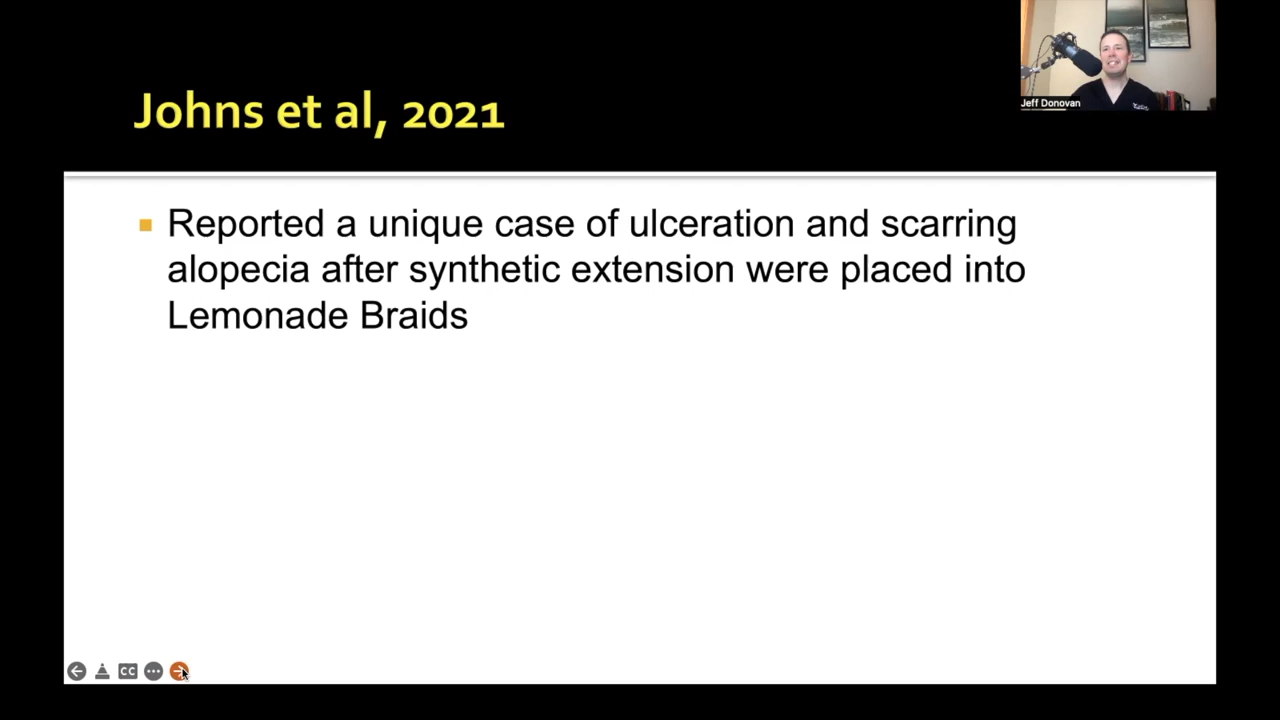 Johns et al, 2021
Jeff Donovan
Reported a unique case of ulceration and scarring
alopecia after synthetic extension were placed into
Lemonade Braids
CC